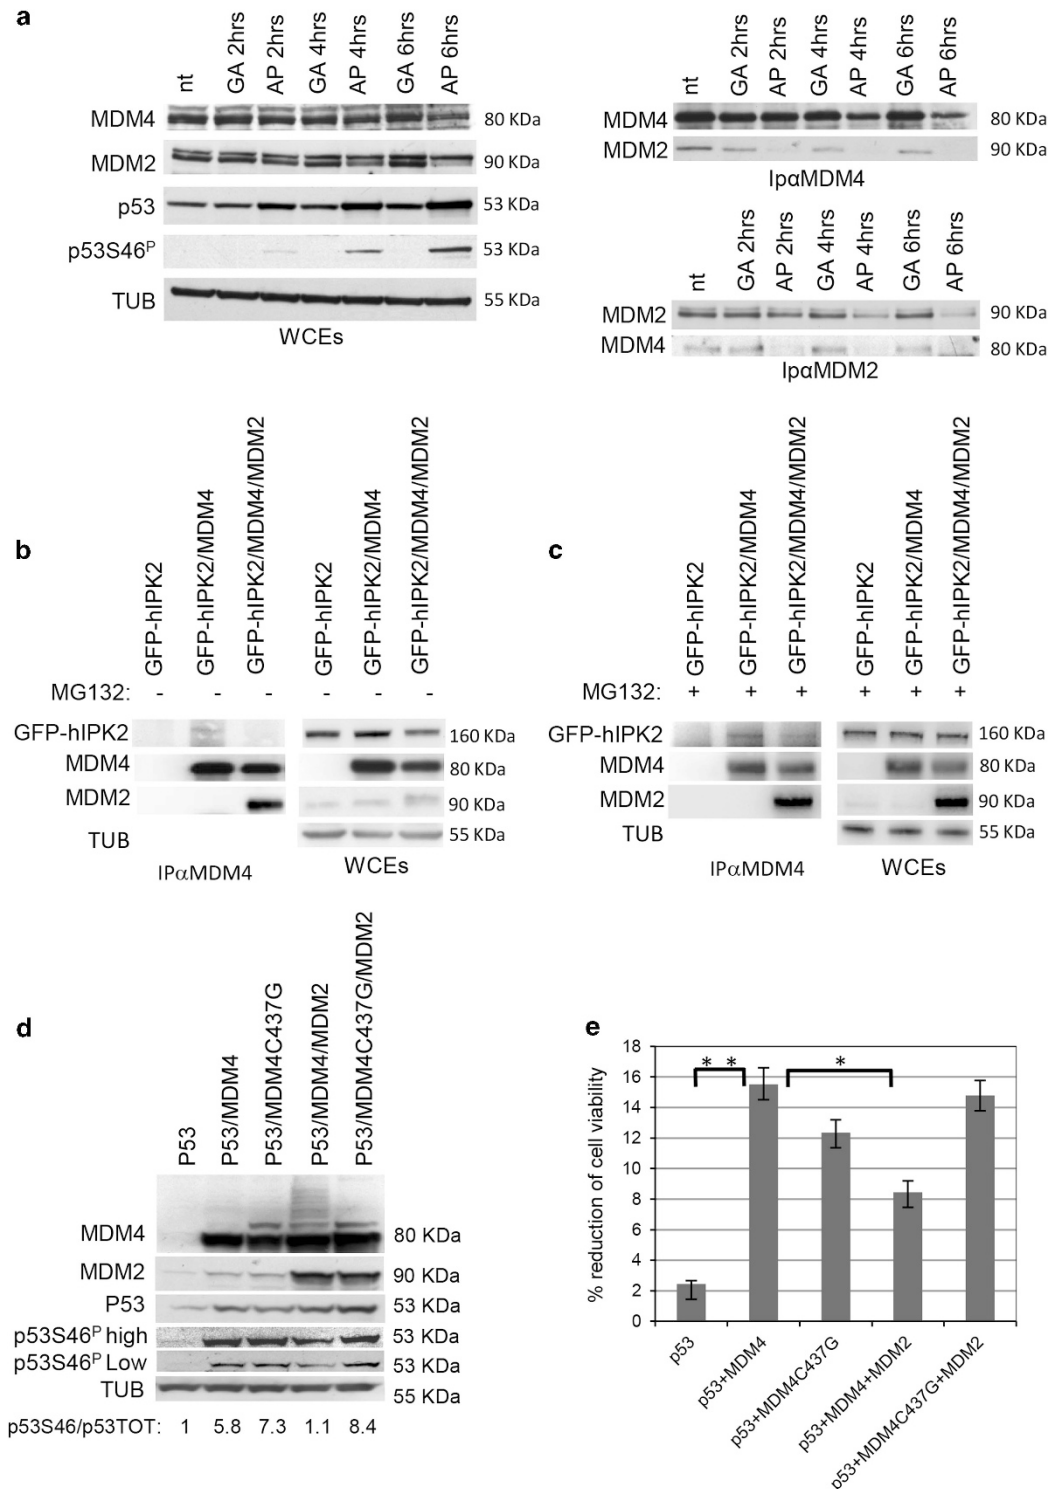 a
nt
GA 2hrs
AP 2hrs
GA 4hrs
AP 4hrs
GA 6hrs
AP 6hrs
MDM4 80 KDa
MDM2 90 KDa
p53 53 KDa
p53S46P 53 KDa
TUB 55 KDa
WCEs
nt
GA 2hrs
AP 2hrs
GA 4hrs
AP 4hrs
GA 6hrs
AP 6hrs
MDM4 80 KDa
MDM2 90 KDa
IpαMDM4
nt
GA 2hrs
AP 2hrs
GA 4hrs
AP 4hrs
GA 6hrs
AP 6hrs
MDM2 90 KDa
MDM4 80 KDa
IpαMDM2
b
GFP-hIPK2
GFP-hIPK2/MDM4
GFP-hIPK2/MDM4/MDM2
GFP-hIPK2
GFP-hIPK2/MDM4
GFP-hIPK2/MDM4/MDM2
MG132: - - - - - -
GFP-hIPK2 160 KDa
MDM4 80 KDa
MDM2 90 KDa
TUB 55 KDa
IPαMDM4 WCEs
c
GFP-hIPK2
GFP-hIPK2/MDM4
GFP-hIPK2/MDM4/MDM2
GFP-hIPK2
GFP-hIPK2/MDM4
GFP-hIPK2/MDM4/MDM2
MG132: + + + + + +
GFP-hIPK2 160 KDa
MDM4 80 KDa
MDM2 90 KDa
TUB 55 KDa
IPαMDM4 WCEs
d
P53
P53/MDM4
P53/MDM4C437G
P53/MDM4/MDM2
P53/MDM4C437G/MDM2
MDM4 80 KDa
MDM2 90 KDa
P53 53 KDa
p53S46P high 53 KDa
p53S46P Low 53 KDa
TUB 55 KDa
p53S46/p53TOT: 1 5.8 7.3 1.1 8.4
e
% reduction of cell viability
18
16
14
12
10
8
6
4
2
0
* *
*
p53
p53+MDM4
p53+MDM4C437G
p53+MDM4+MDM2
p53+MDM4C437G+MDM2